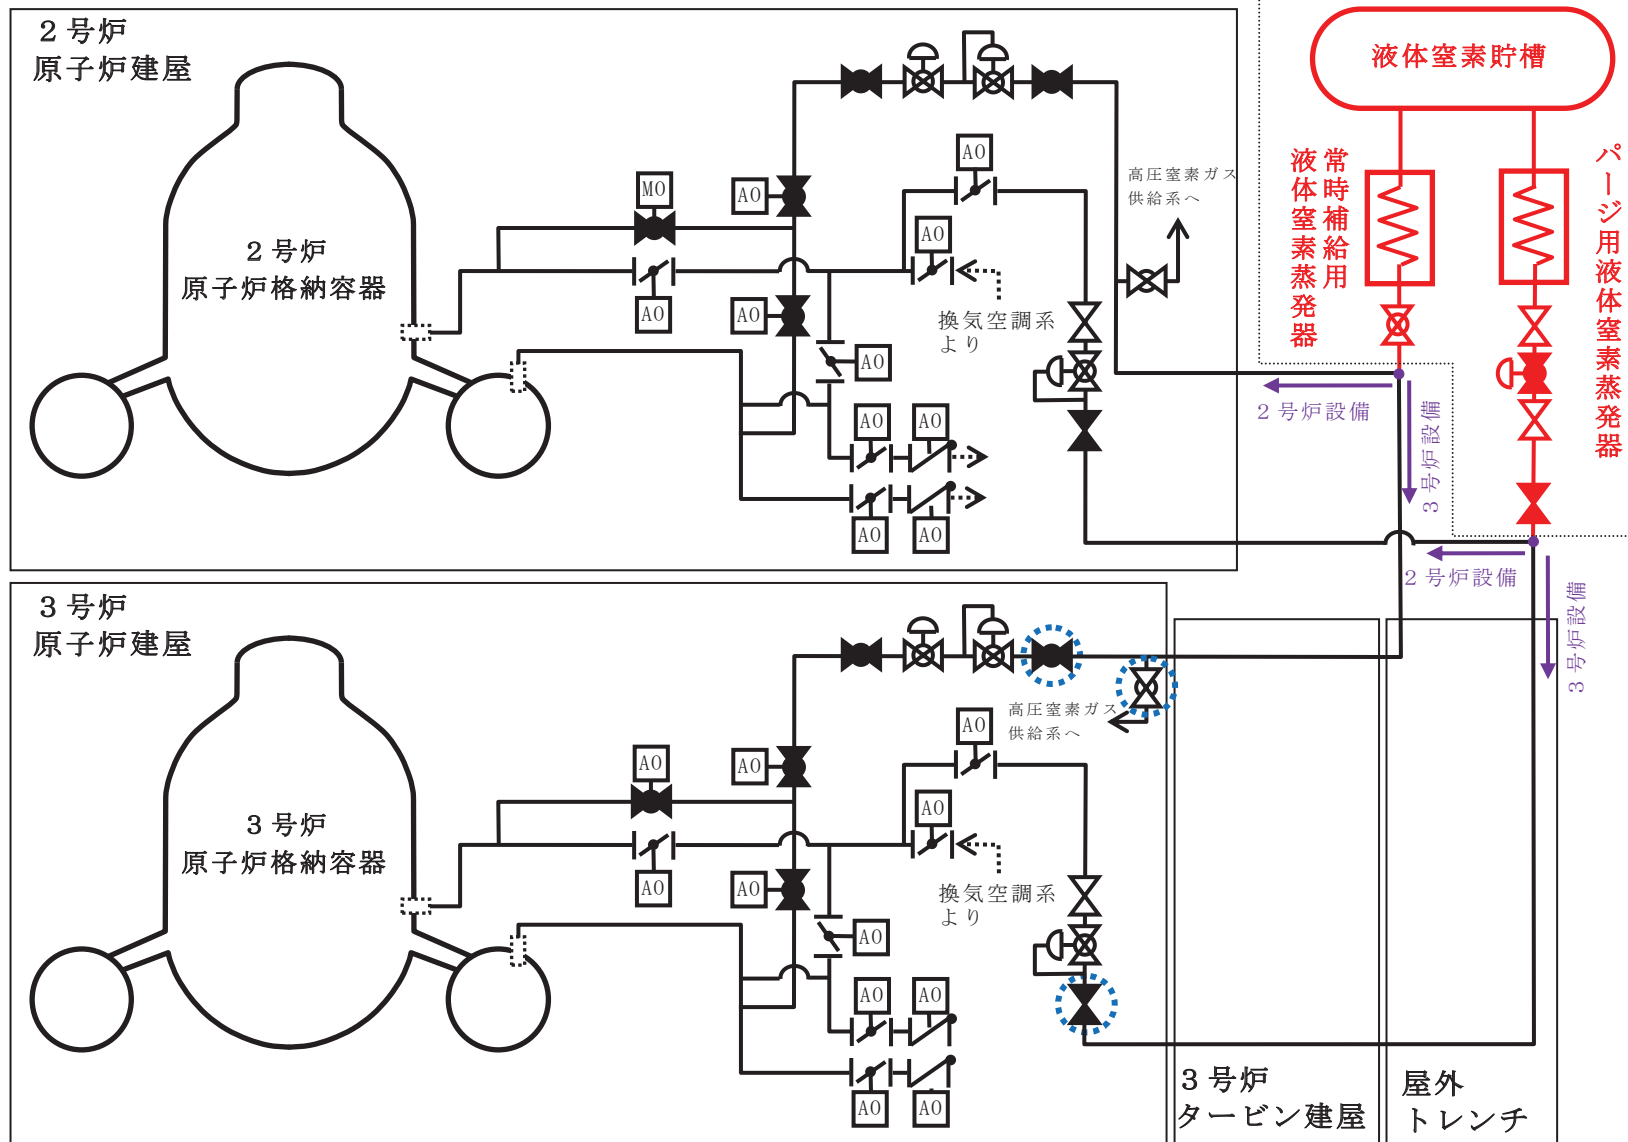 2号炉
原子炉建屋
液体窒素貯槽
常時補給用
液体窒素蒸発器
パージ用液体窒素蒸発器
AO
高圧窒素ガス
供給系へ
MO
AO
AO
2号炉
原子炉格納容器
AO
AO
AO
換気空調系
より
AO
AO
AO
AO
AO
2号炉設備
3号炉設備
2号炉設備
3号炉設備
3号炉
原子炉建屋
高圧窒素ガス
供給系へ
AO
AO
AO
AO
3号炉
原子炉格納容器
AO
AO
換気空調系
より
AO
AO
AO
AO
AO
3号炉
タービン建屋
屋外
トレンチ